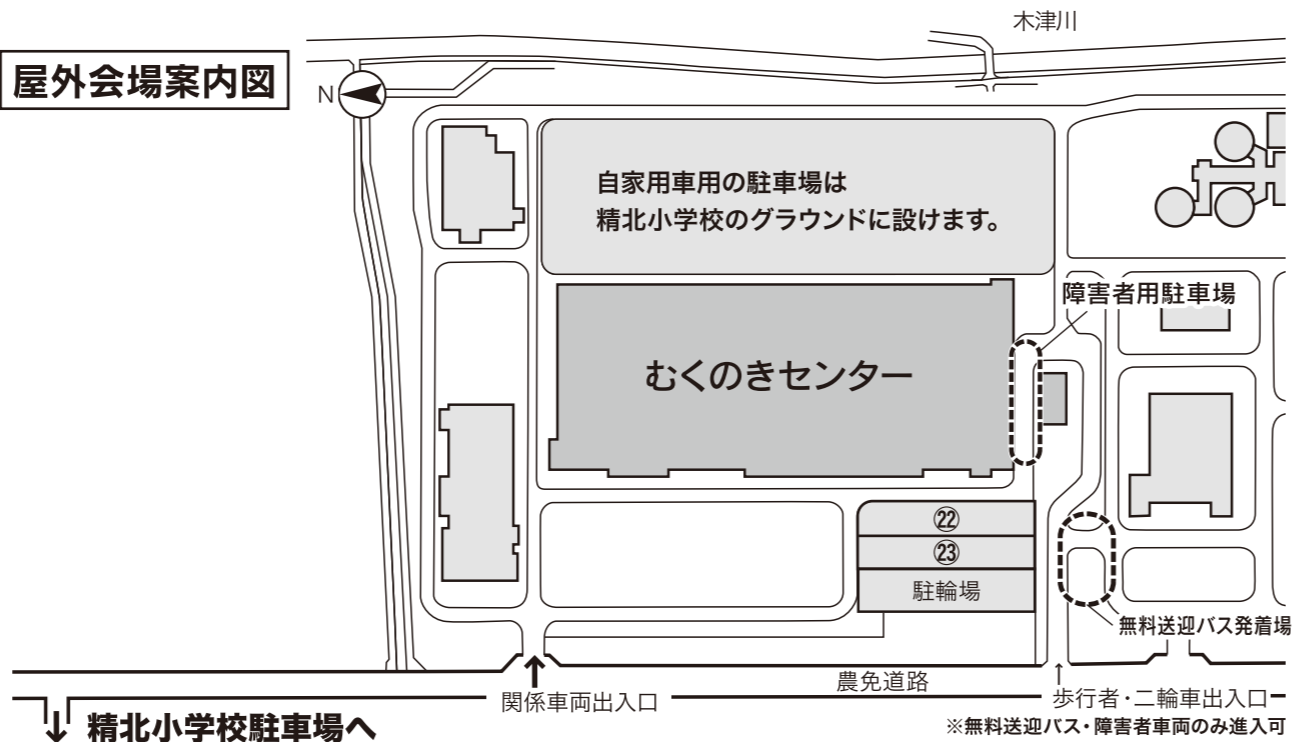 木津川
屋外会場案内図
N
自家用車用の駐車場は
精北小学校のグラウンドに設けます。
障害者用駐車場
むくのきセンター
㉒
㉓
駐輪場
無料送迎バス発着場
農免道路
関係車両出入口
歩行者・二輪車出入口
※無料送迎バス・障害者車両のみ進入可
精北小学校駐車場へ